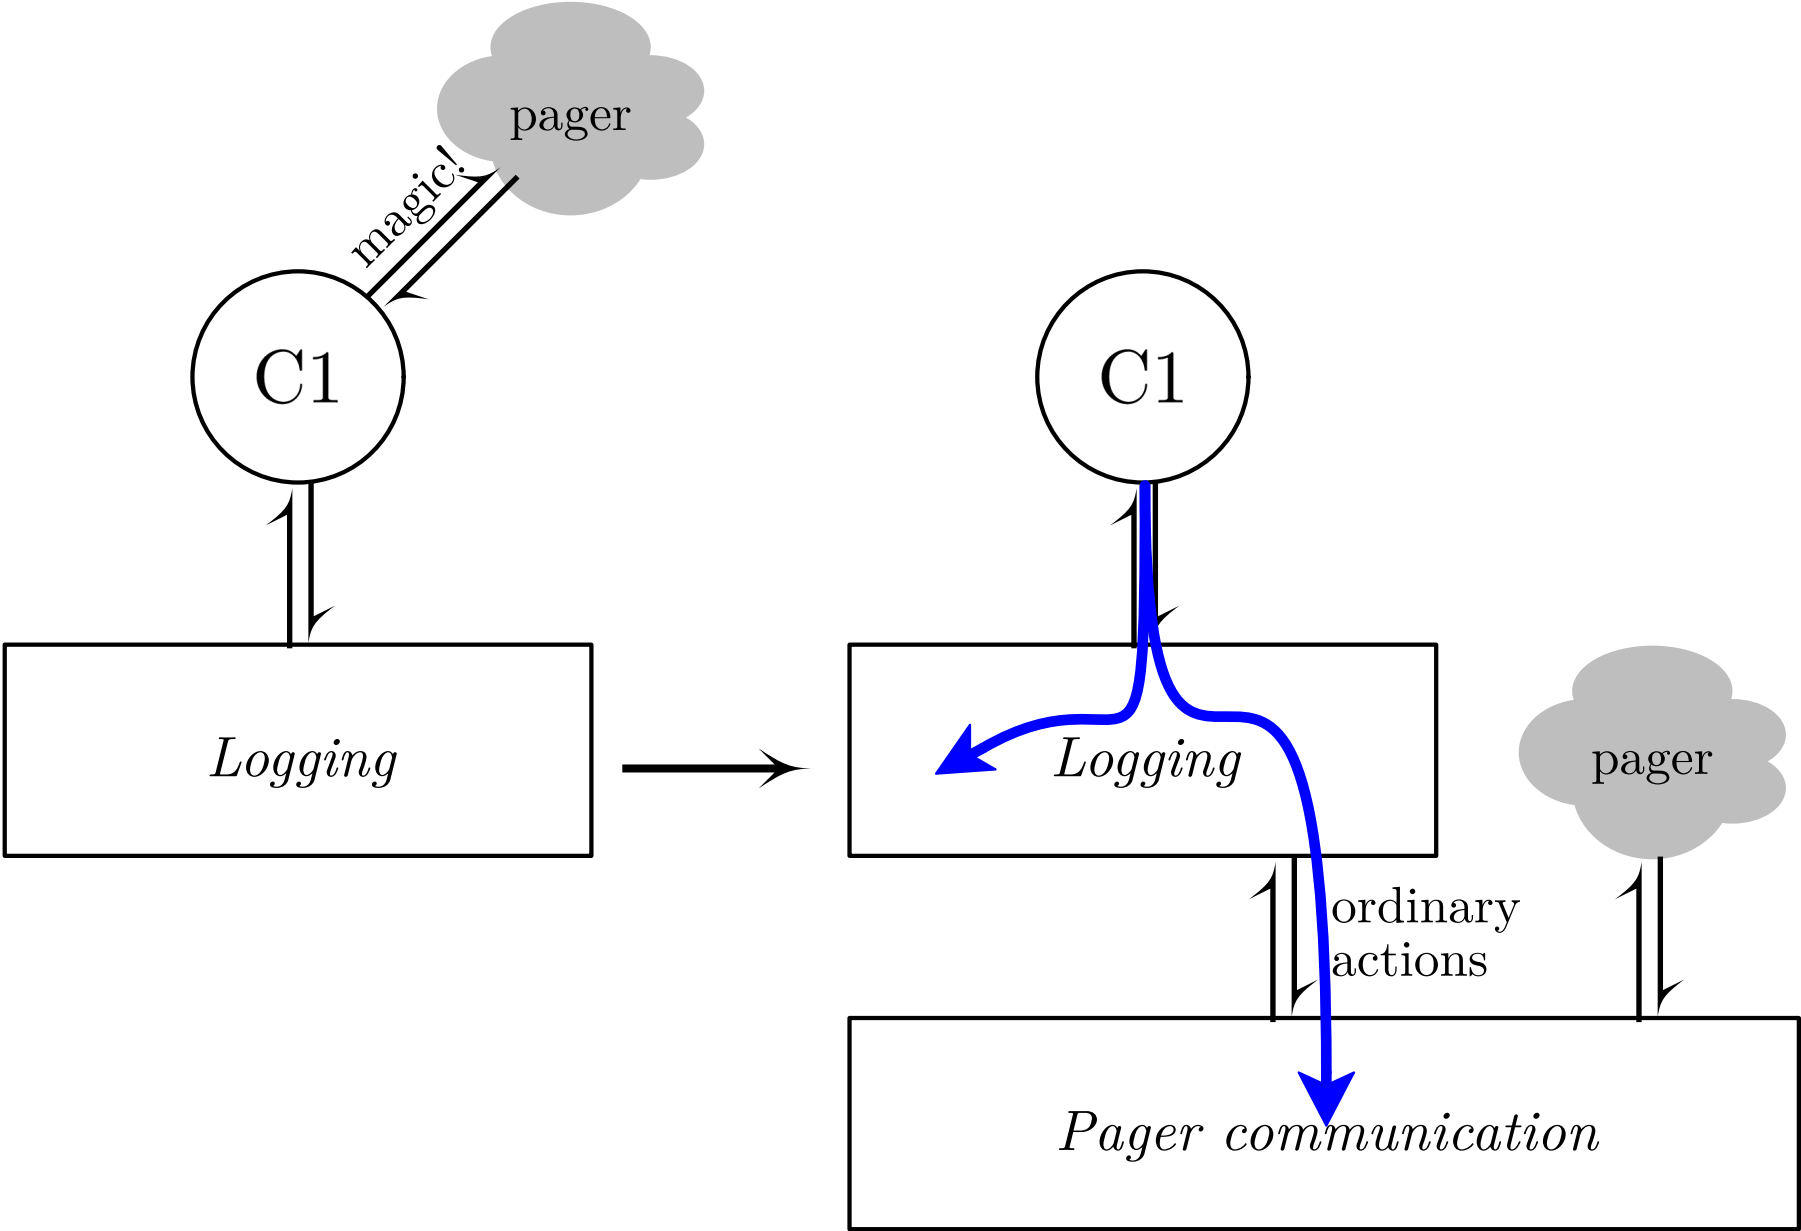 pager
magic!
C1
C1
Logging
Logging
pager
ordinary
actions
Pager communication